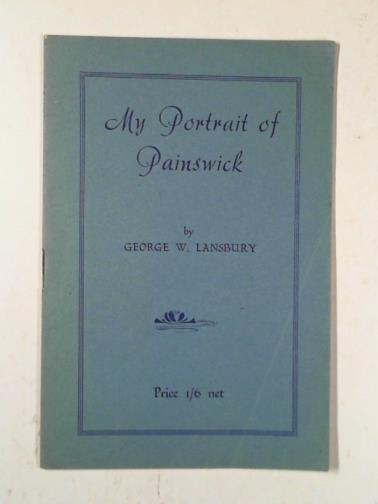 My Portrait of
Painswick
by
GEORGE W. LANSBURY
Price 1/6 net